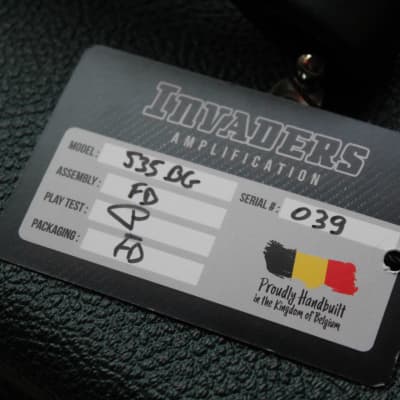 INVADERS
AMPLIFICATION
MODEL: 535 BG
ASSEMBLY: FD
SERIAL #: 039
PLAY TEST:
PACKAGING: FD
Proudly Handbuilt
in the Kingdom of Belgium